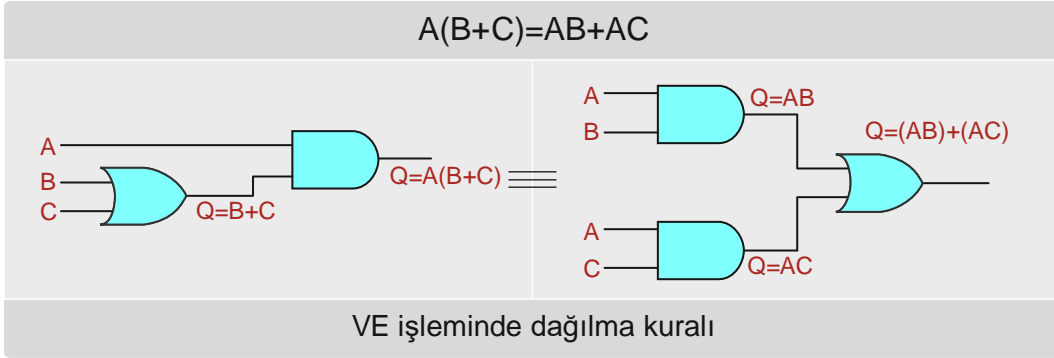 A(B+C)=AB+AC
A
B
C
Q=B+C
Q=A(B+C)
A
B
Q=AB
A
C
Q=AC
Q=(AB)+(AC)
VE işleminde dağılma kuralı